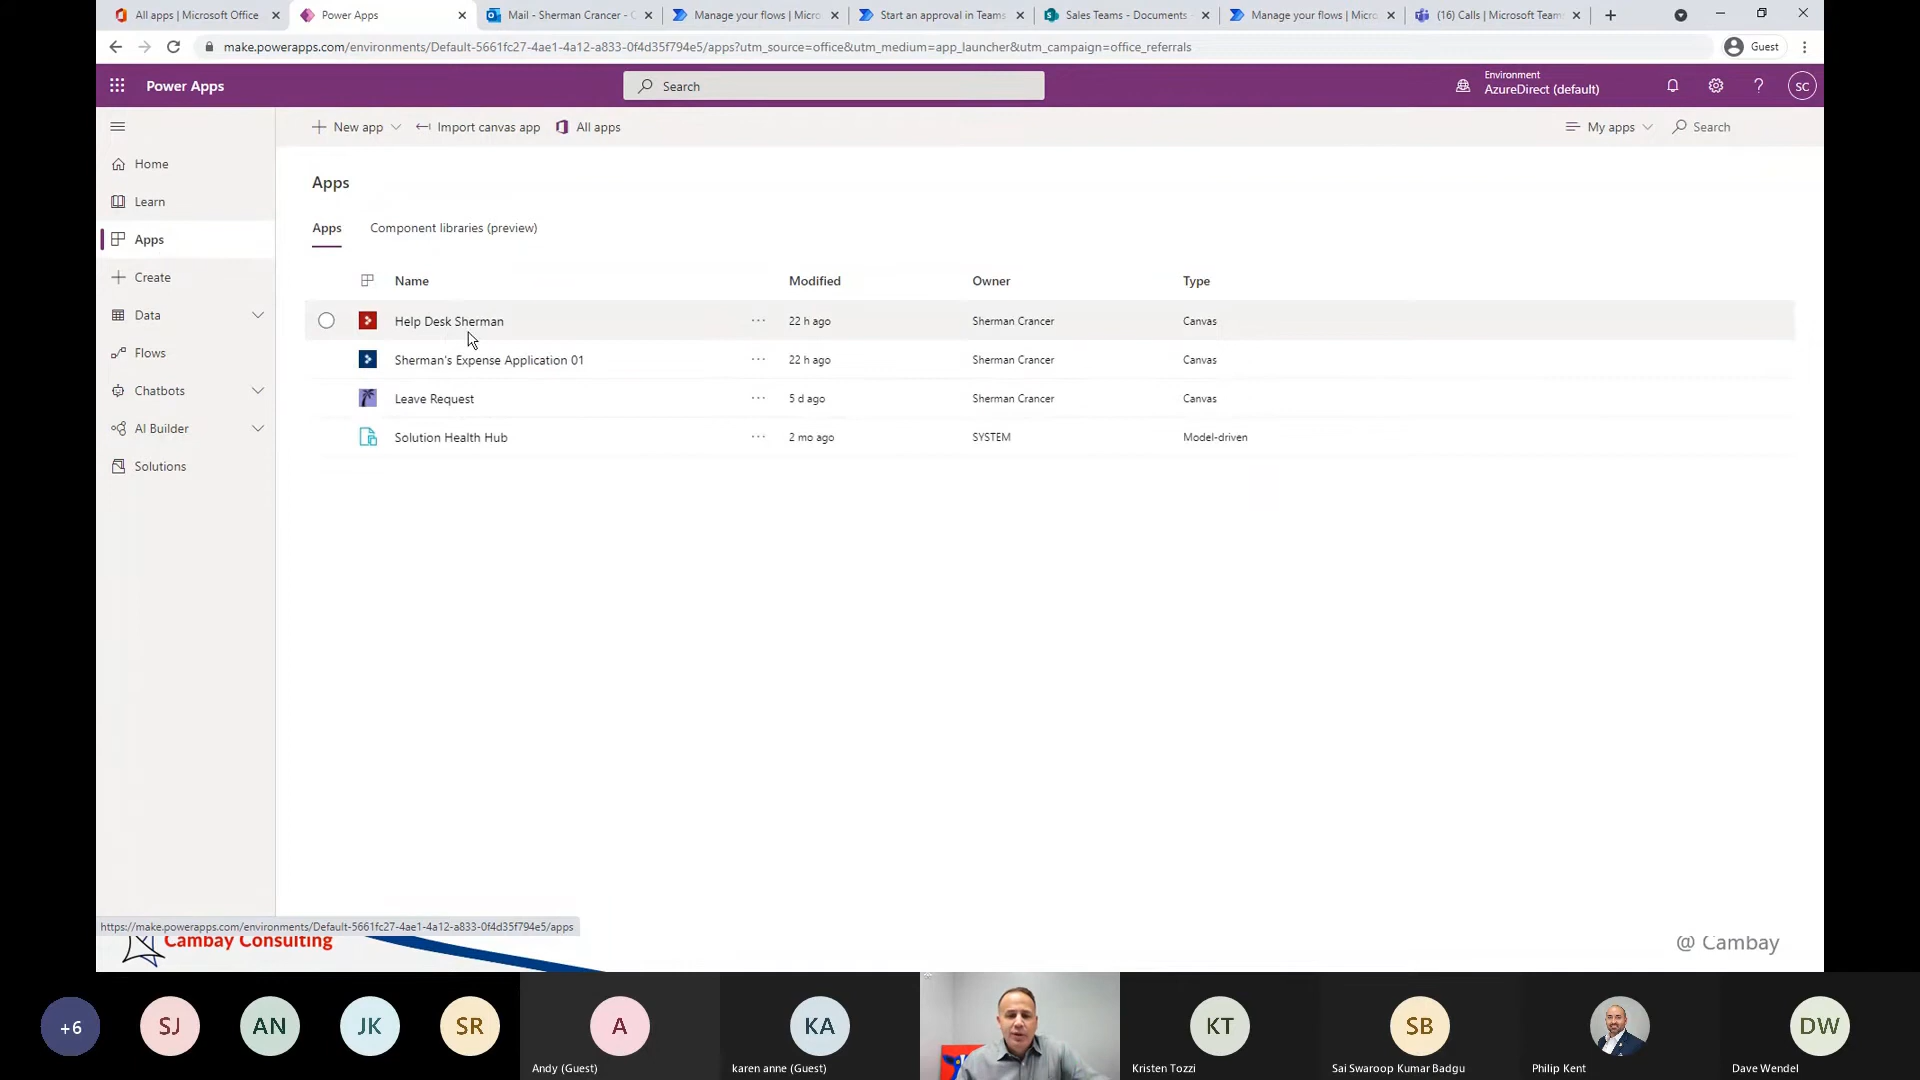 All apps | Microsoft Office
Power Apps
Mail - Sherman Crancer - C
Manage your flows | Micro
Start an approval in Teams
Sales Teams - Documents -
Manage your flows | Micro
(16) Calls | Microsoft Team
make.powerapps.com/environments/Default-5661fc27-4ae1-4a12-a833-0f4d35f794e5/apps?utm_source=office&utm_medium=app_launcher&utm_campaign=office_referrals
Guest
Power Apps
Search
Environment
AzureDirect (default)
?
SC
New app
Import canvas app
All apps
My apps
Search
Home
Learn
Apps
Create
Data
Flows
Chatbots
AI Builder
Solutions
Apps
Apps
Component libraries (preview)
Name
Modified
Owner
Type
Help Desk Sherman
...
22 h ago
Sherman Crancer
Canvas
Sherman's Expense Application 01
...
22 h ago
Sherman Crancer
Canvas
Leave Request
...
5 d ago
Sherman Crancer
Canvas
Solution Health Hub
...
2 mo ago
SYSTEM
Model-driven
https://make.powerapps.com/environments/Default-5661fc27-4ae1-4a12-a833-0f4d35f794e5/apps
Cambay Consulting
@ Cambay
+6
SJ
AN
JK
SR
A
Andy (Guest)
KA
karen anne (Guest)
KT
Kristen Tozzi
SB
Sai Swaroop Kumar Badgu
Philip Kent
DW
Dave Wendel